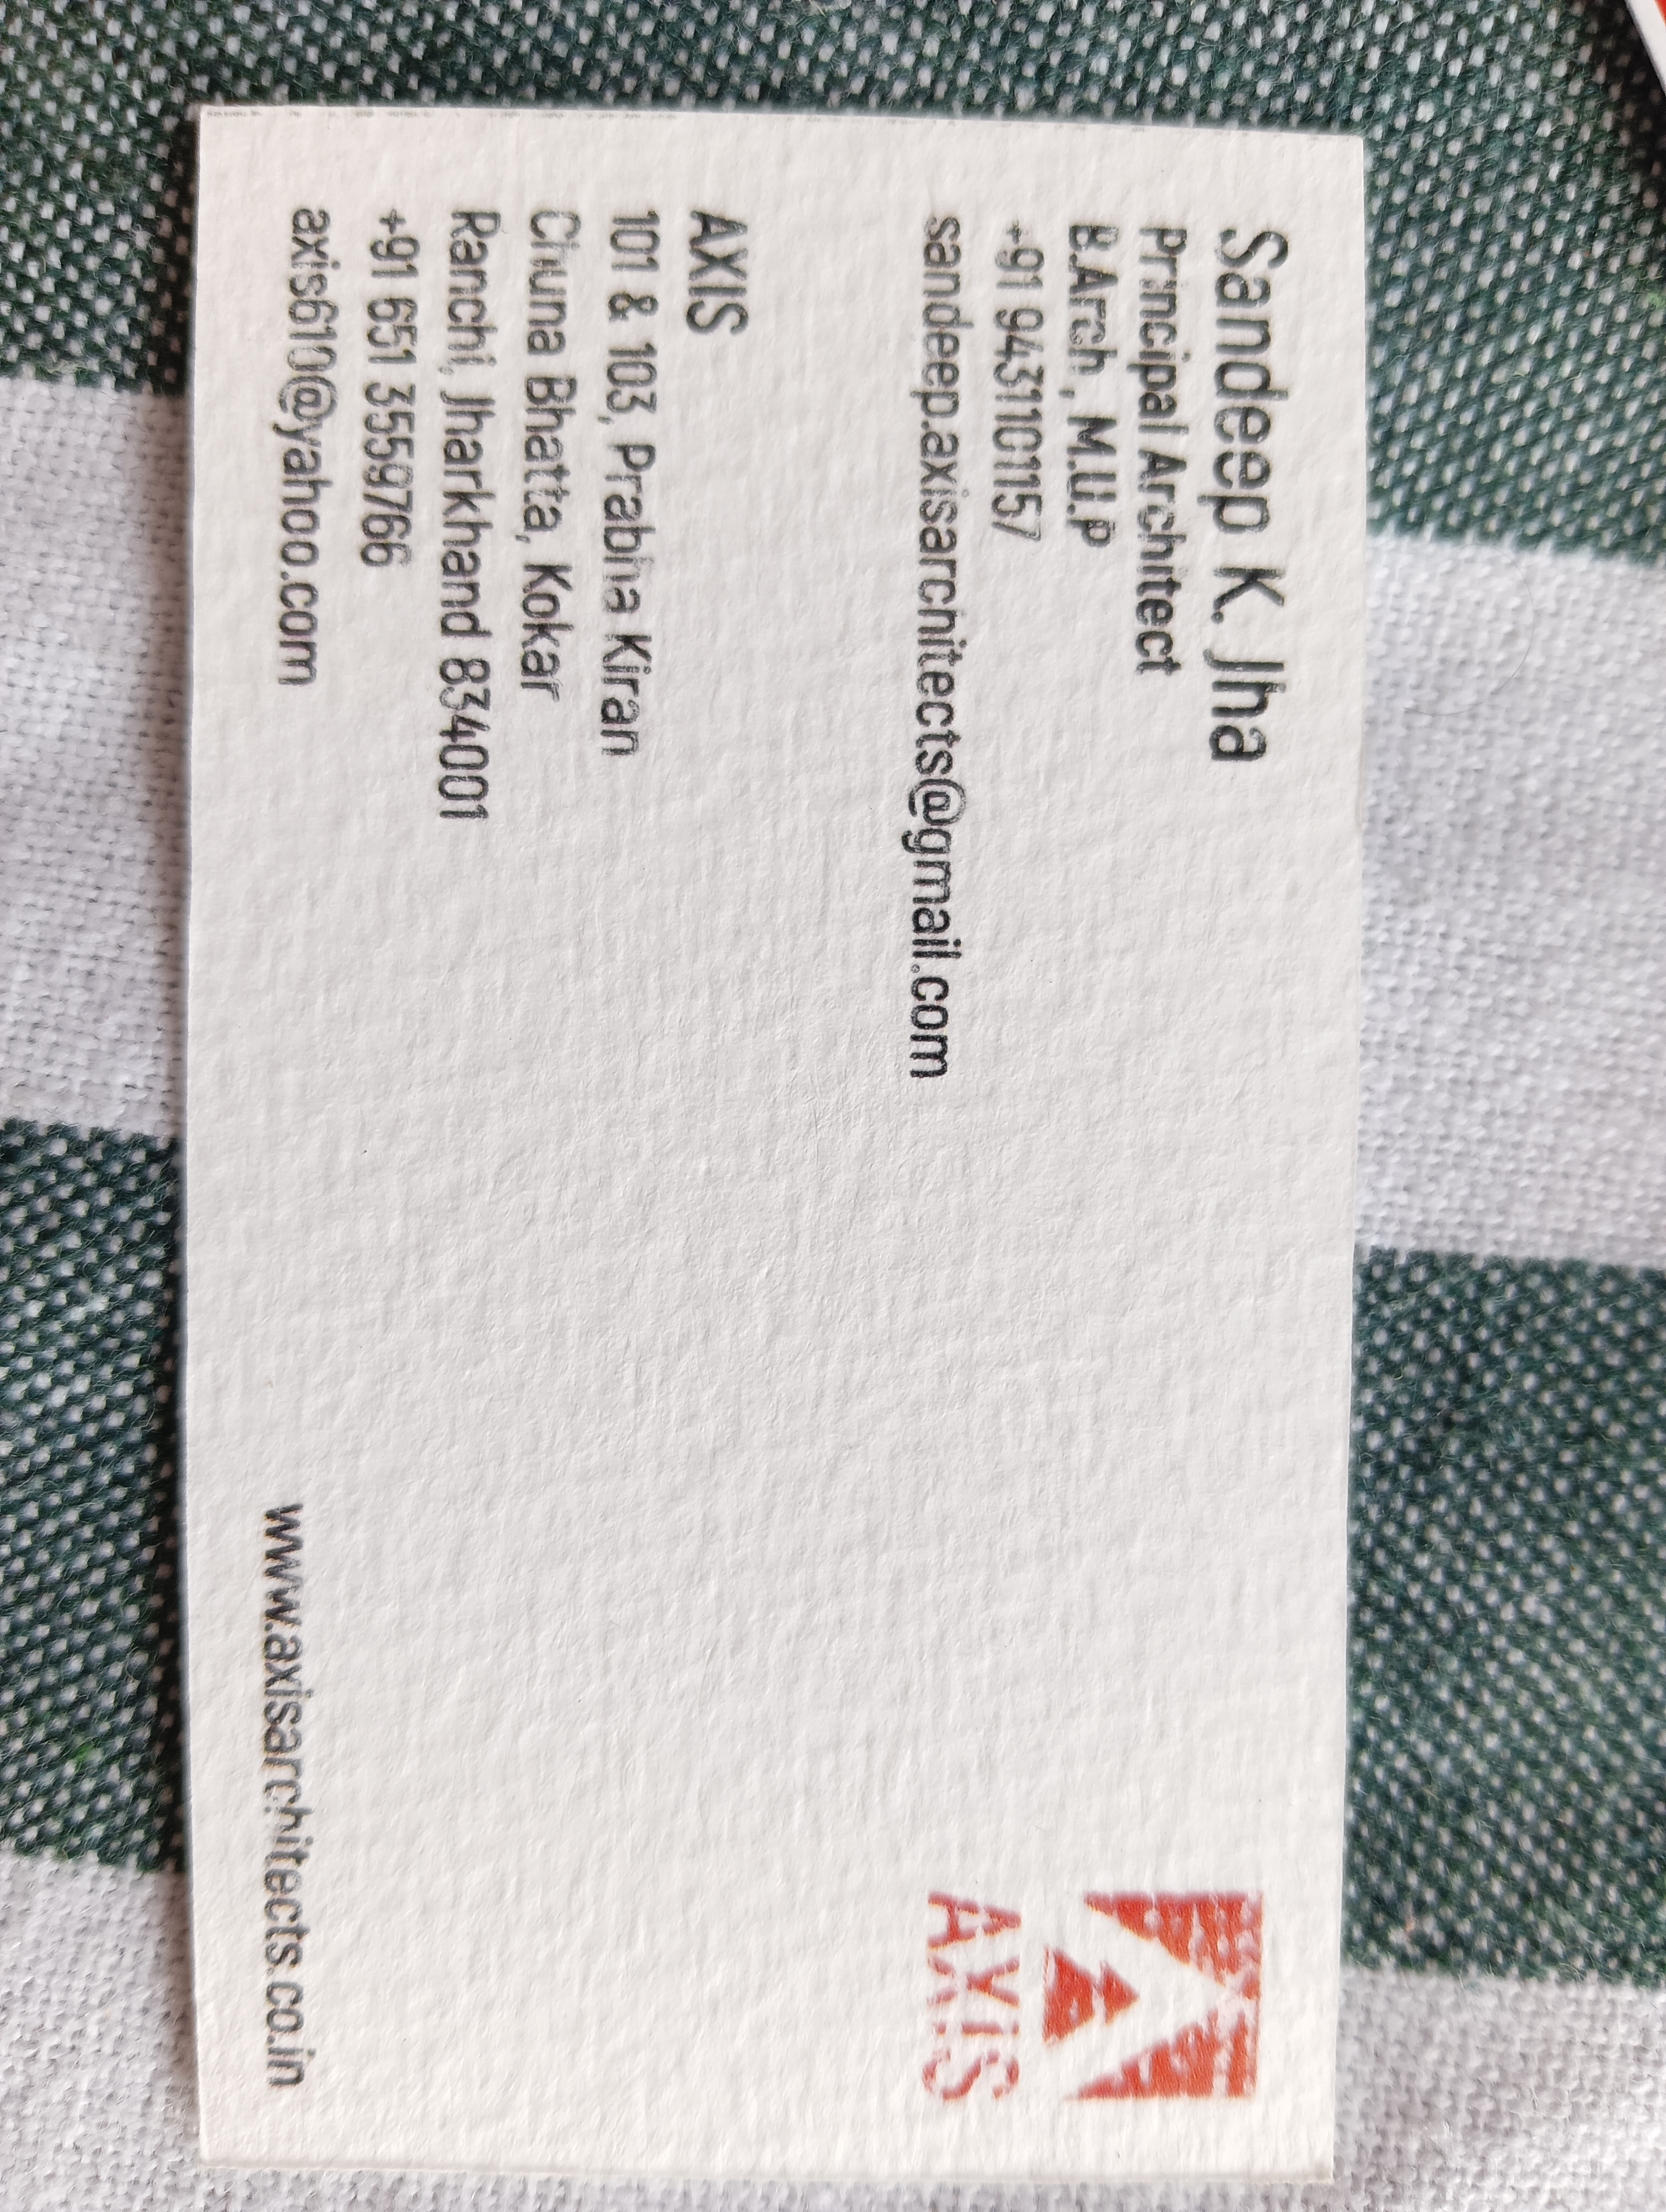 Sandeep K. Jha
Principal Architect
B.Arch, M.U.P
+91 9431101157
sandeep.axisarchitects@gmail.com
AXIS
AXIS
101 & 103, Prabha Kiran
Chuna Bhatta, Kokar
Ranchi, Jharkhand 834001
+91 651 3559766
axis610@yahoo.com
www.axisarchitects.co.in